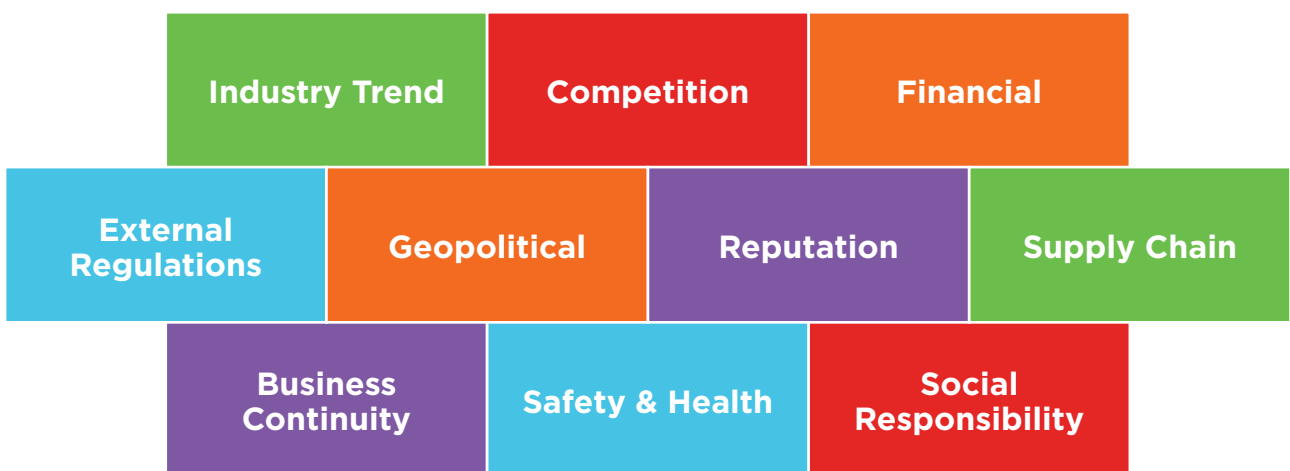 Industry Trend
Competition
Financial
External
Regulations
Geopolitical
Reputation
Supply Chain
Business
Continuity
Safety & Health
Social
Responsibility